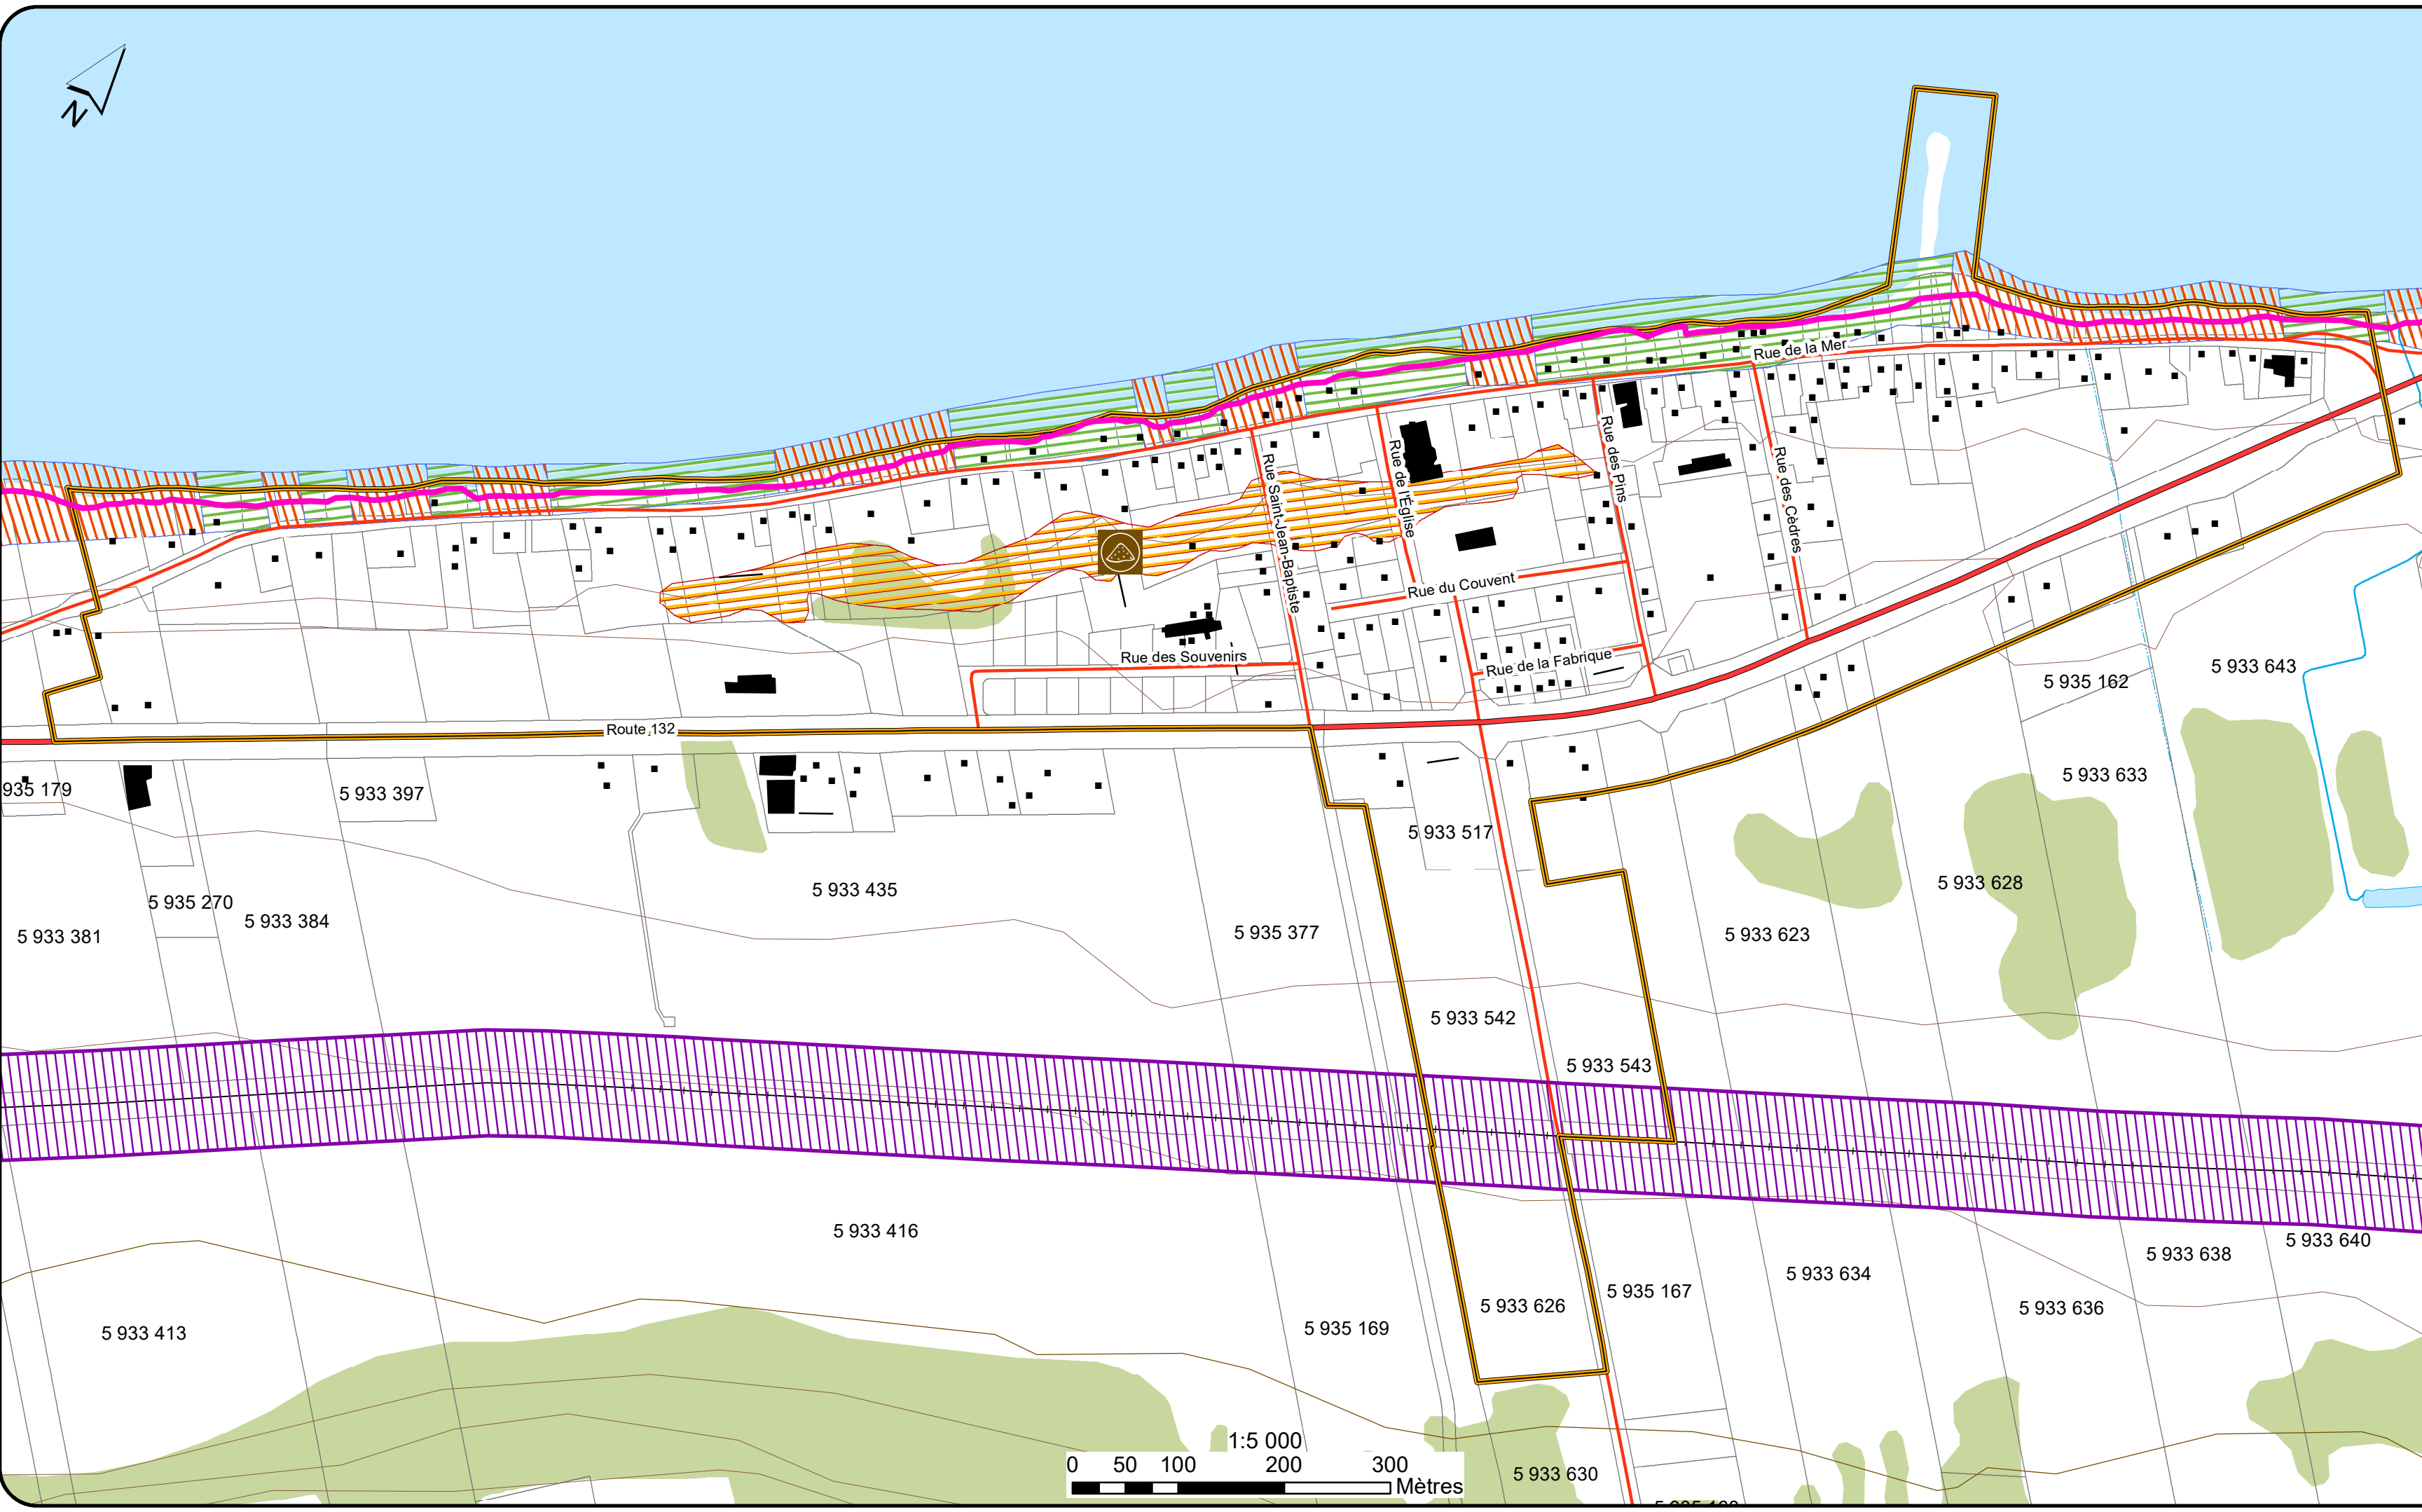 N
Rue de la Mer
Rue des Pins
Rue de l'Église
Rue Saint-Jean-Baptiste
Rue des Cèdres
Rue du Couvent
Rue des Souvenirs
Rue de la Fabrique
5 933 643
5 935 162
Route 132
5 933 633
935 179
5 933 397
5 933 517
5 933 435
5 933 628
5 935 270
5 933 384
5 933 381
5 935 377
5 933 623
5 933 542
5 933 543
5 933 416
5 933 640
5 933 638
5 933 634
5 935 167
5 933 626
5 933 636
5 935 169
5 933 413
1:5 000
0 50 100 200 300
Mètres
5 933 630